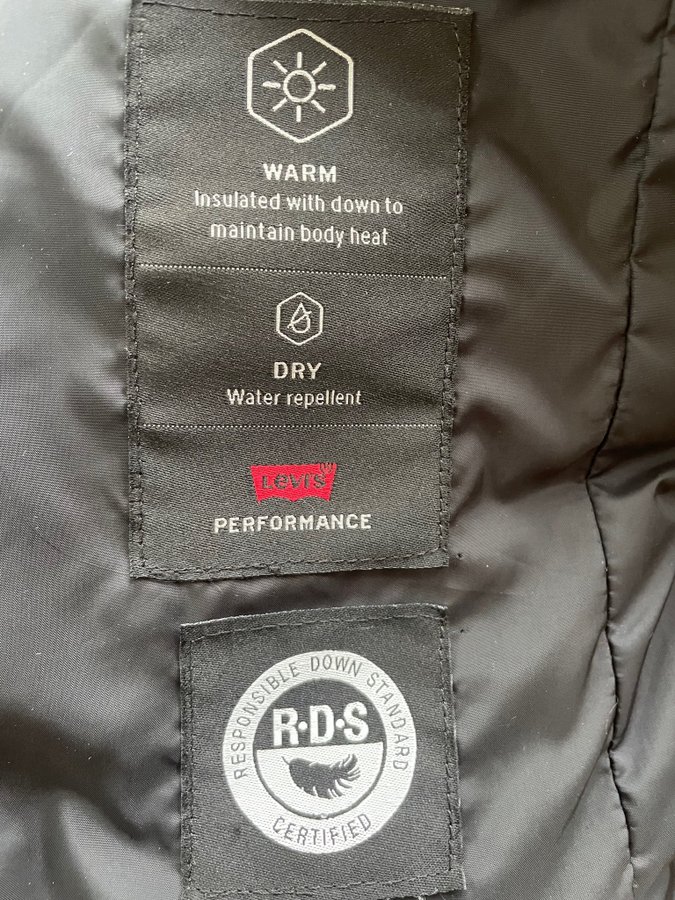 WARM
Insulated with down to
maintain body heat
DRY
Water repellent
Levi's
PERFORMANCE
RESPONSIBLE DOWN STANDARD
R·D·S
CERTIFIED